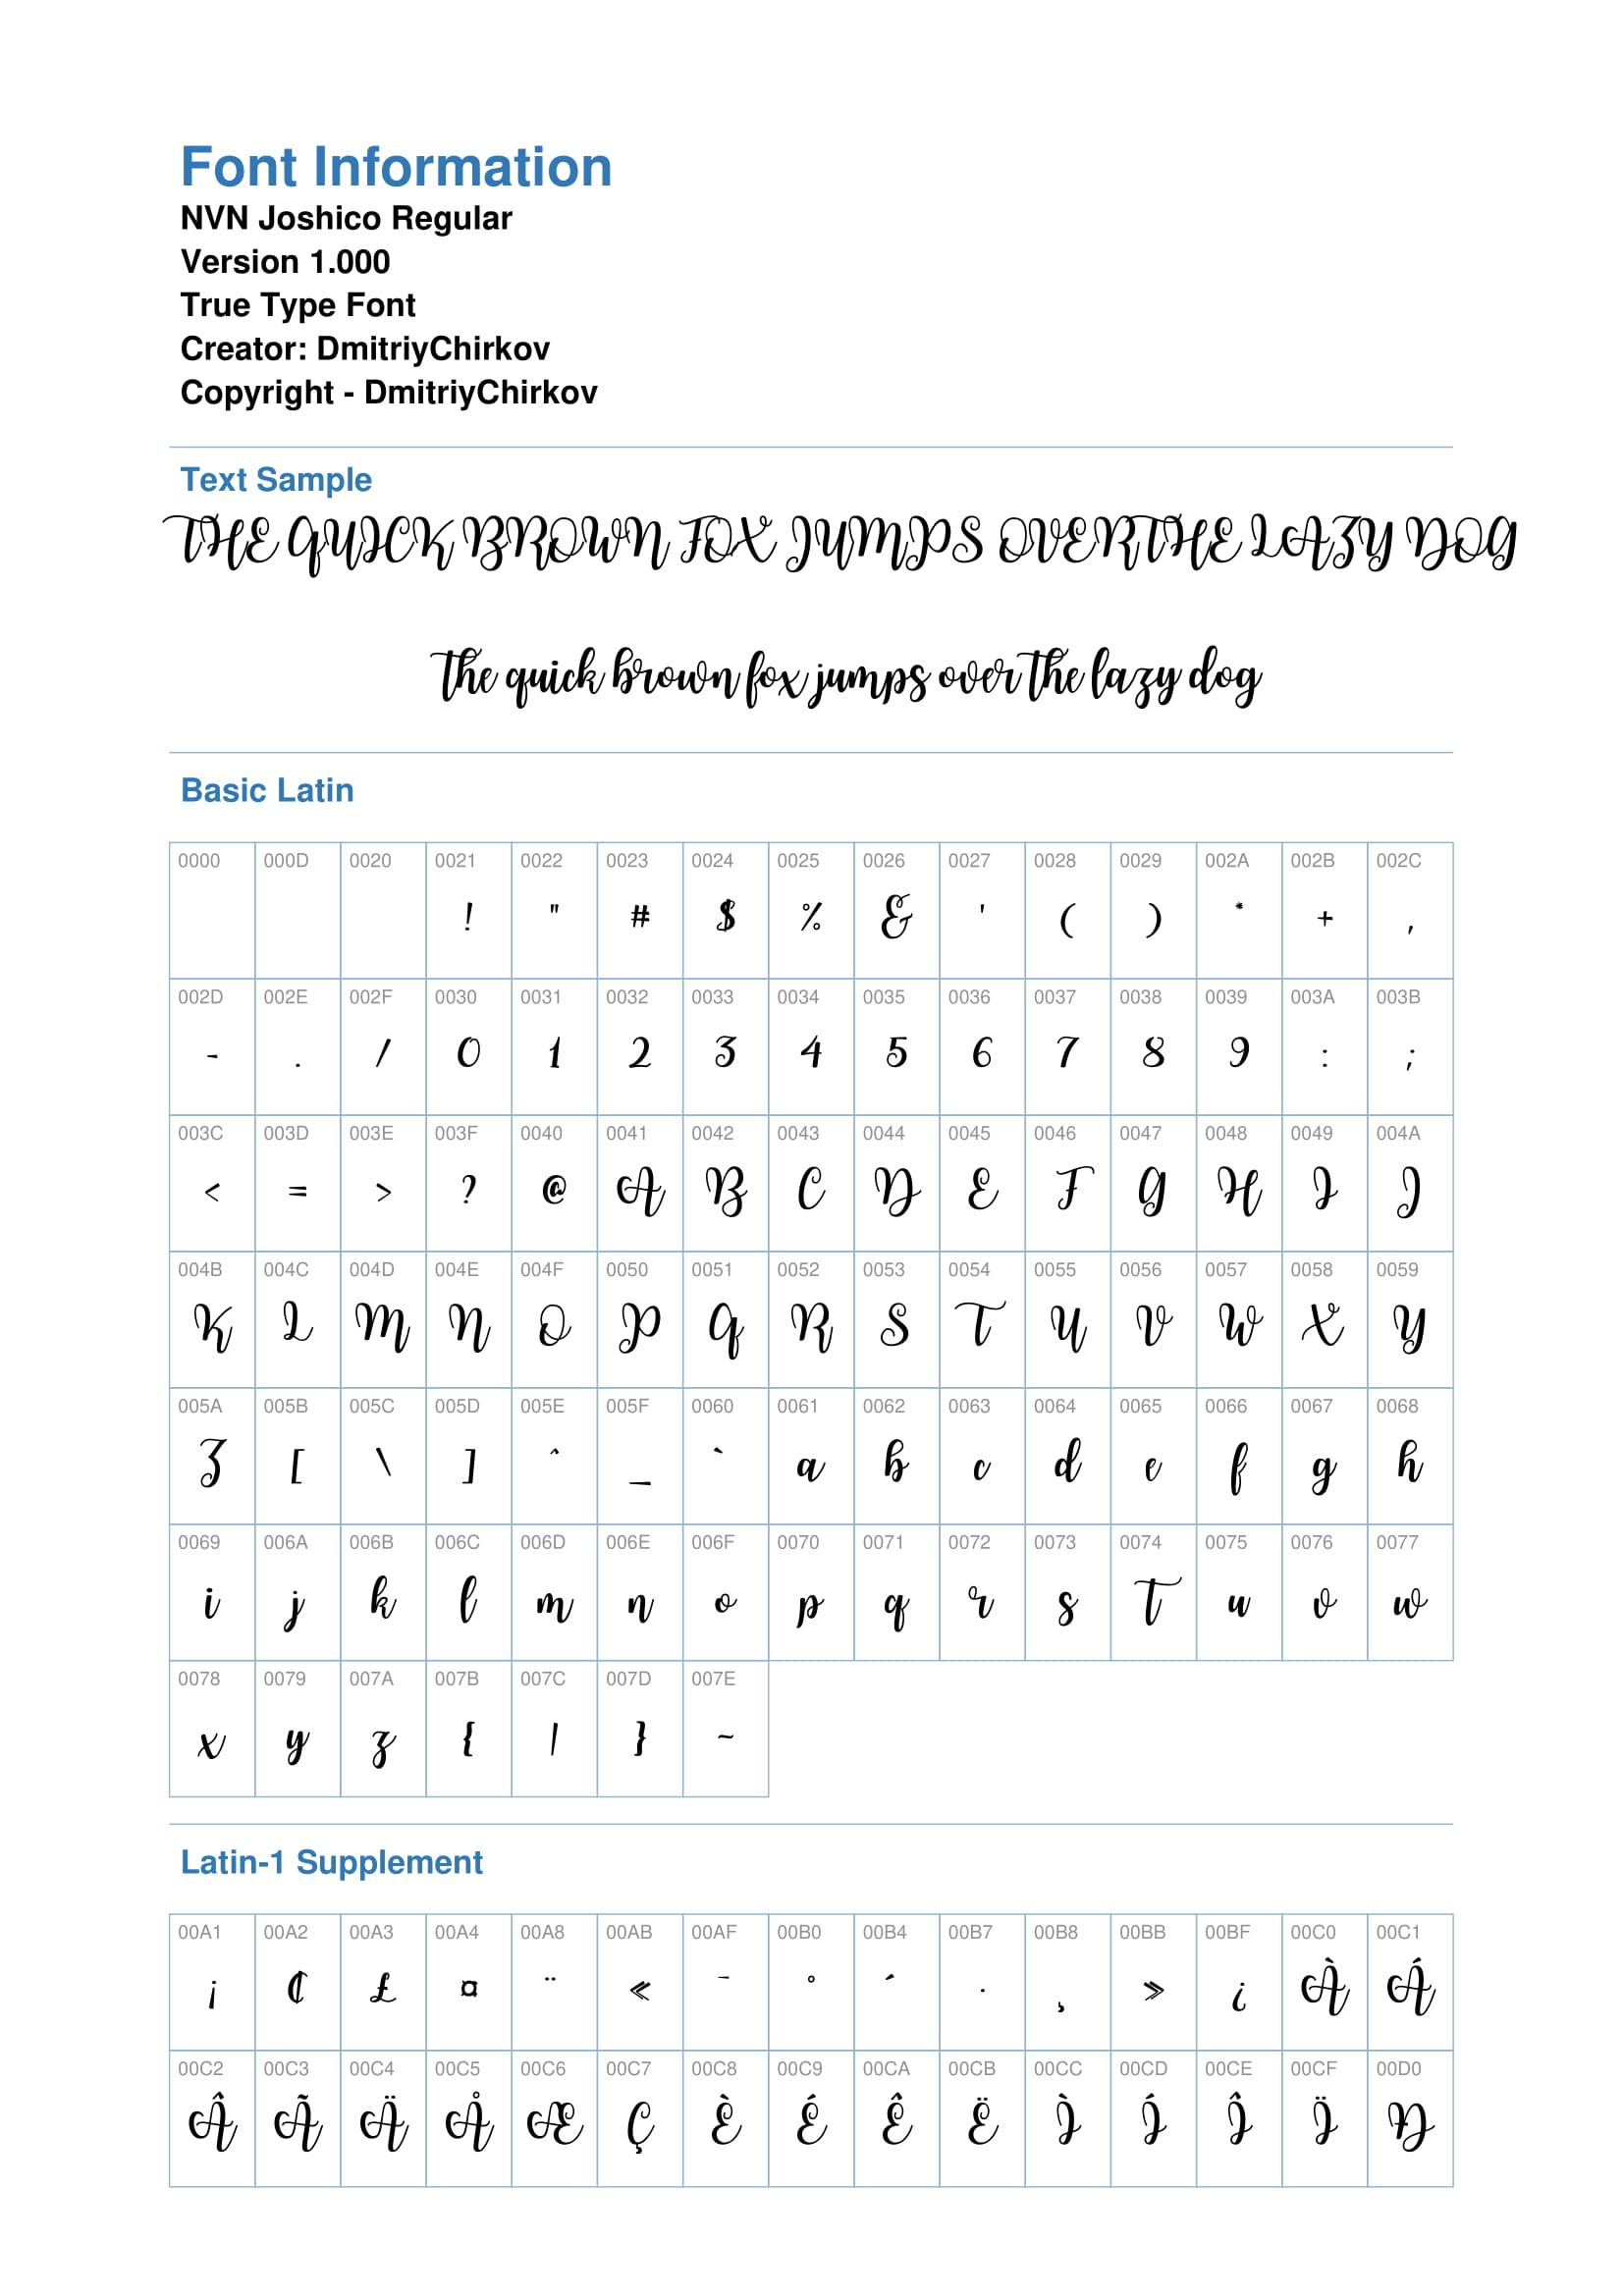 Font Information
NVN Joshico Regular
Version 1.000
True Type Font
Creator: DmitriyChirkov
Copyright - DmitriyChirkov
Text Sample
THE QUICK BROWN FOX JUMPS OVER THE LAZY DOG
the quick brown fox jumps over the lazy dog
Basic Latin
0000 000D 0020 0021 0022 0023 0024 0025 0026 0027 0028 0029 002A 002B 002C
! " # $ % & ' ( ) * + ,
002D 002E 002F 0030 0031 0032 0033 0034 0035 0036 0037 0038 0039 003A 003B
- . / 0 1 2 3 4 5 6 7 8 9 : ;
003C 003D 003E 003F 0040 0041 0042 0043 0044 0045 0046 0047 0048 0049 004A
< = > ? @ A B C D E F G H I J
004B 004C 004D 004E 004F 0050 0051 0052 0053 0054 0055 0056 0057 0058 0059
K L M N O P Q R S T U V W X Y
005A 005B 005C 005D 005E 005F 0060 0061 0062 0063 0064 0065 0066 0067 0068
Z [ \ ] ^ _ ` a b c d e f g h
0069 006A 006B 006C 006D 006E 006F 0070 0071 0072 0073 0074 0075 0076 0077
i j k l m n o p q r s t u v w
0078 0079 007A 007B 007C 007D 007E
x y z { | } ~
Latin-1 Supplement
00A1 00A2 00A3 00A4 00A8 00AB 00AF 00B0 00B4 00B7 00B8 00BB 00BF 00C0 00C1
¡ ¢ £ ¤ ¨ « ¯ ° ´ · ¸ » ¿ À Á
00C2 00C3 00C4 00C5 00C6 00C7 00C8 00C9 00CA 00CB 00CC 00CD 00CE 00CF 00D0
Â Ã Ä Å Æ Ç È É Ê Ë Ì Í Î Ï Ð